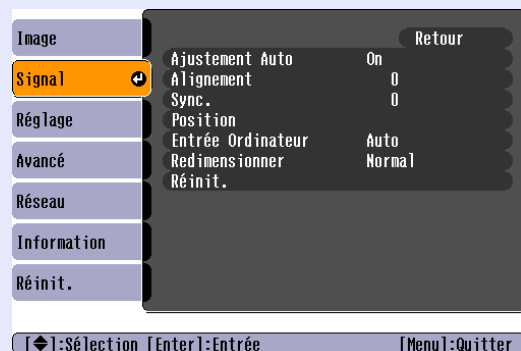 Image
Signal
Réglage
Avancé
Réseau
Information
Réinit.
Retour
Ajustement Auto On
Alignement 0
Sync. 0
Position
Entrée Ordinateur Auto
Redimensionner Normal
Réinit.
[◆]:Sélection [Enter]:Entrée [Menu]:Quitter